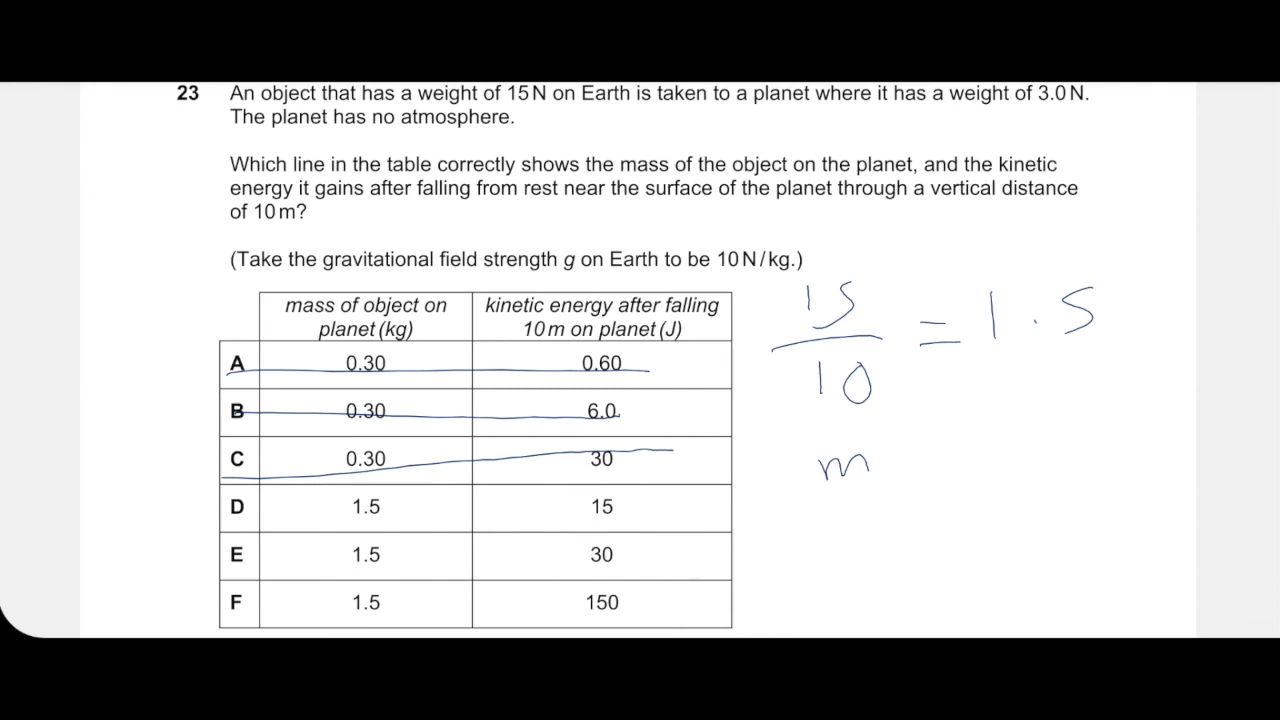 23 An object that has a weight of 15 N on Earth is taken to a planet where it has a weight of 3.0 N.
The planet has no atmosphere.
Which line in the table correctly shows the mass of the object on the planet, and the kinetic
energy it gains after falling from rest near the surface of the planet through a vertical distance
of 10 m?
(Take the gravitational field strength g on Earth to be 10 N / kg.)
mass of object on planet (kg) kinetic energy after falling 10 m on planet (J)
A 0.30 0.60
B 0.30 6.0
C 0.30 30
D 1.5 15
E 1.5 30
F 1.5 150
15
10
= 1.5
m